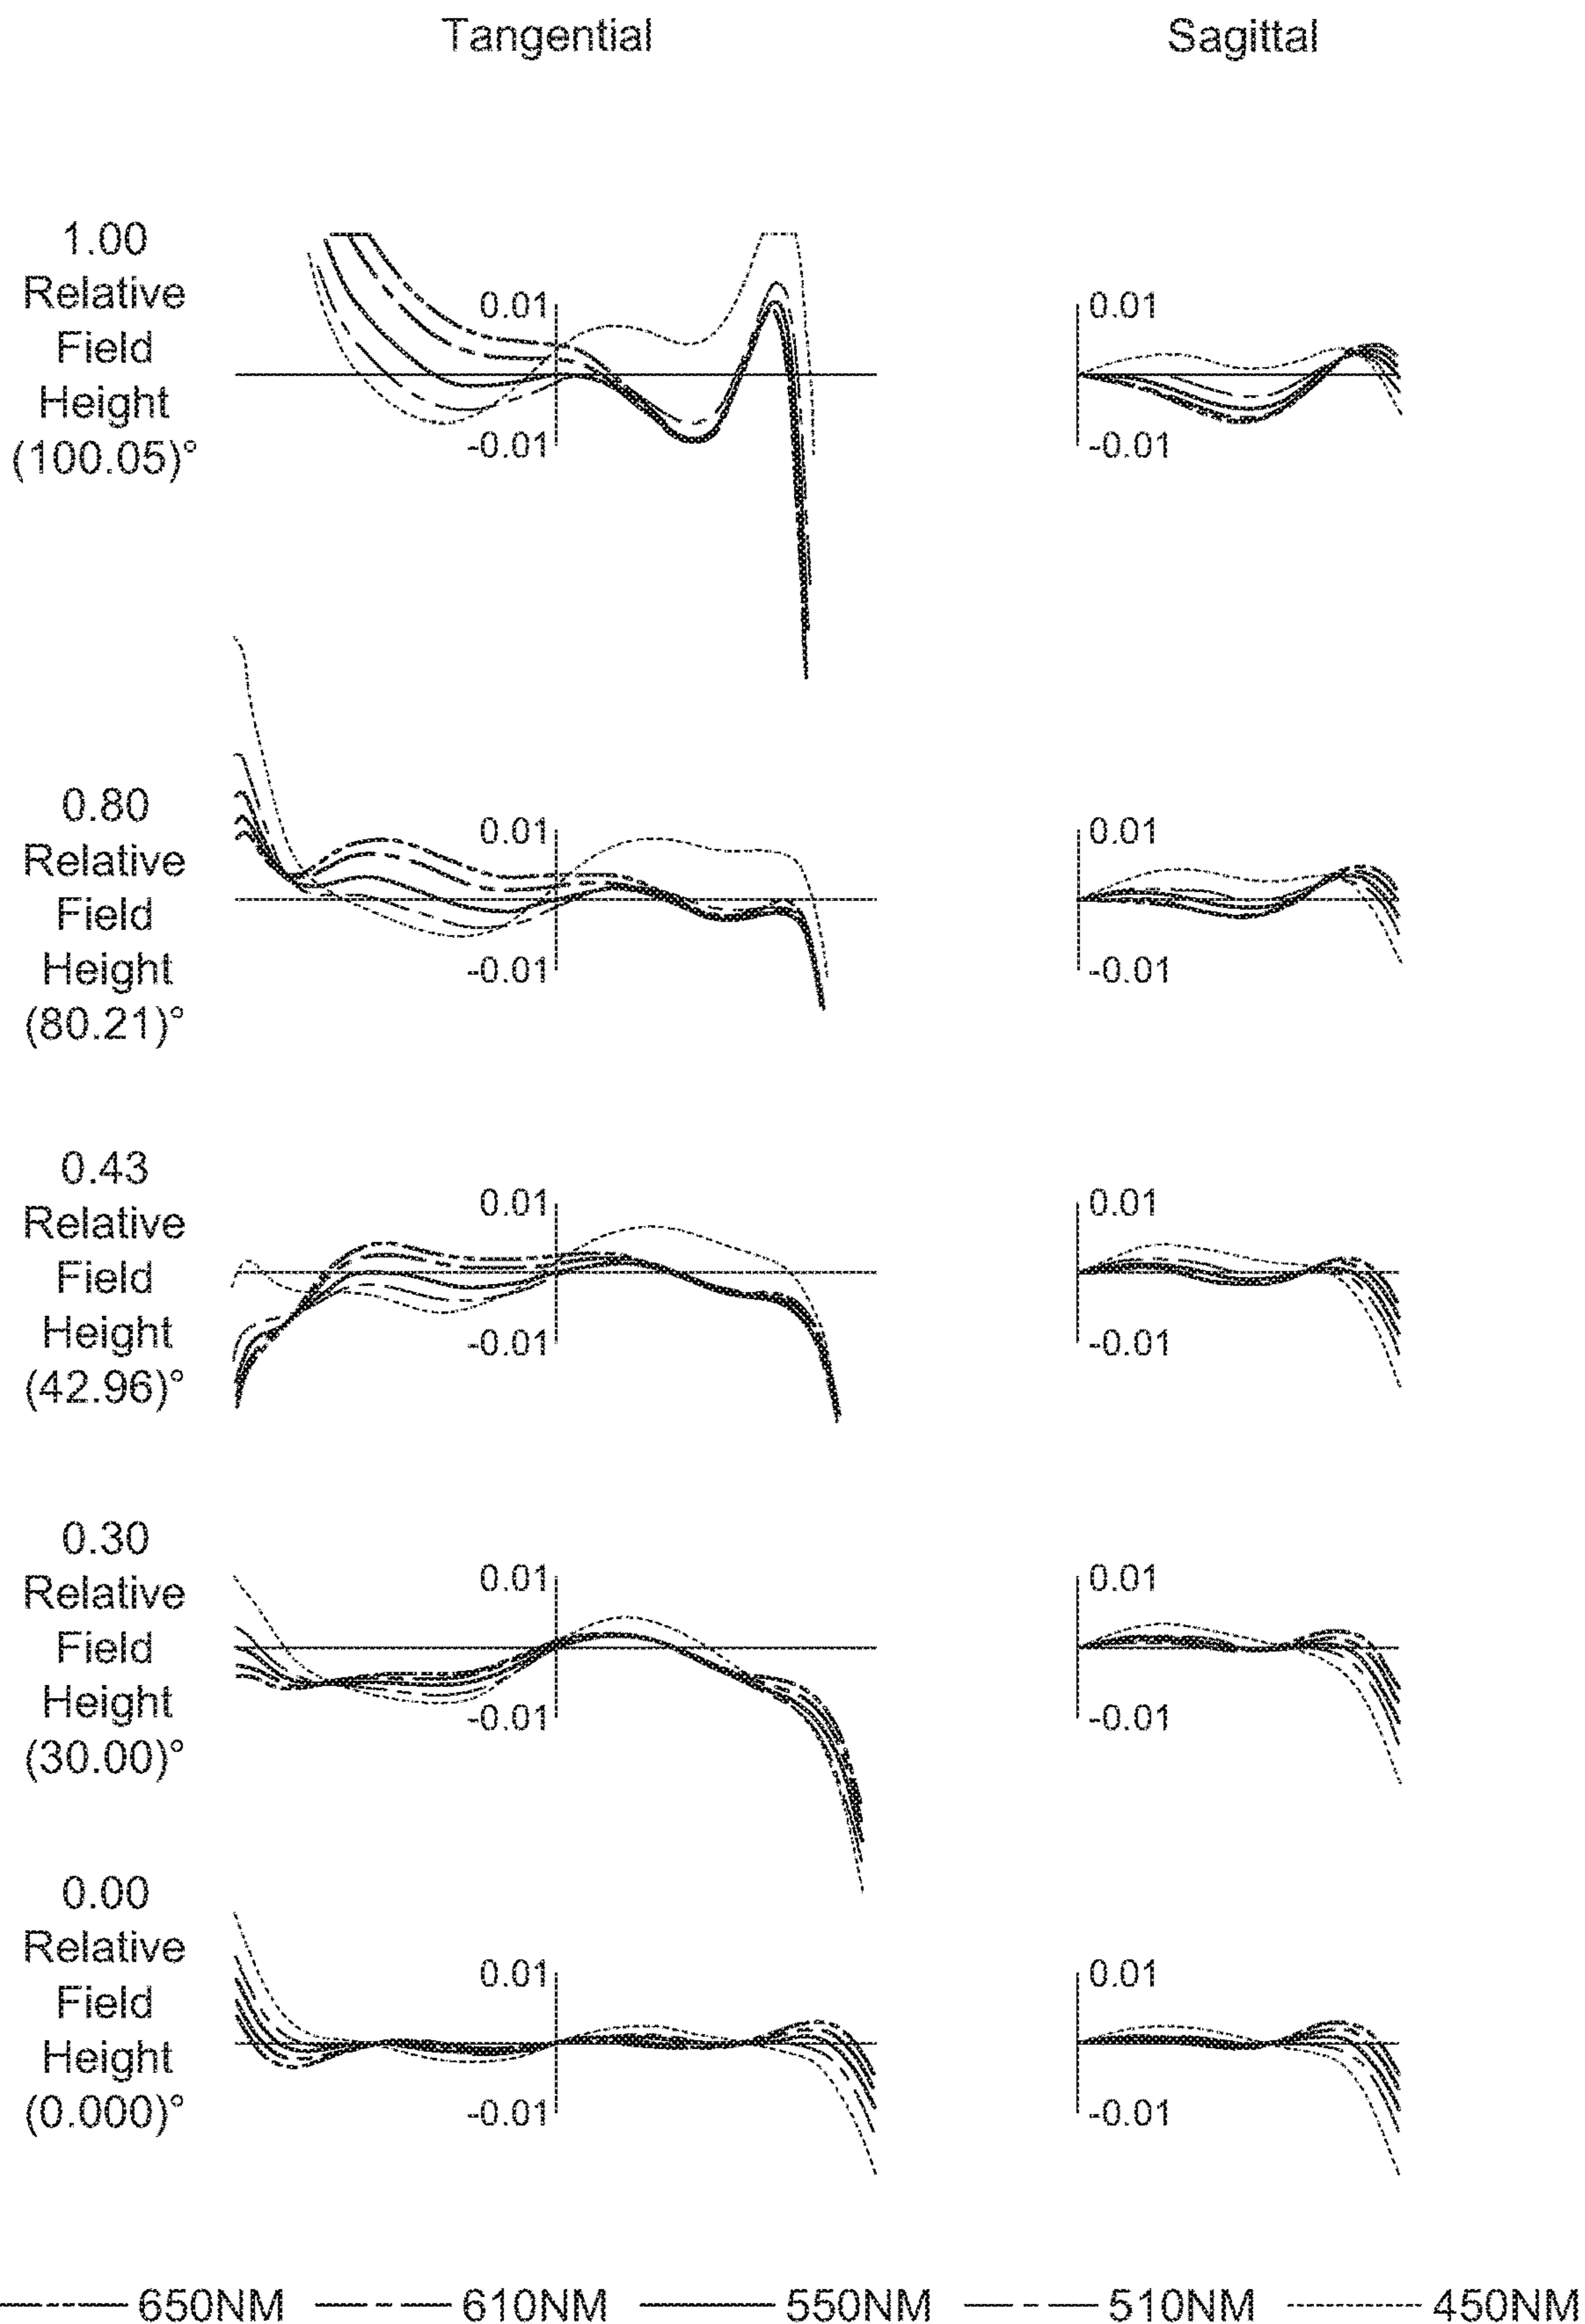 Tangential Sagittal
1.00
Relative
Field
Height
(100.05)°
0.01
-0.01
0.01
-0.01
0.80
Relative
Field
Height
(80.21)°
0.01
-0.01
0.01
-0.01
0.43
Relative
Field
Height
(42.96)°
0.01
-0.01
0.01
-0.01
0.30
Relative
Field
Height
(30.00)°
0.01
-0.01
0.01
-0.01
0.00
Relative
Field
Height
(0.000)°
0.01
-0.01
0.01
-0.01
650NM 610NM 550NM 510NM 450NM